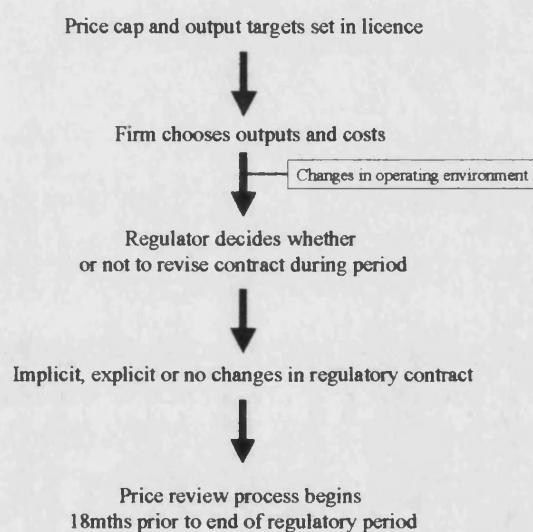 Price cap and output targets set in licence
Firm chooses outputs and costs
Changes in operating environment
Regulator decides whether
or not to revise contract during period
Implicit, explicit or no changes in regulatory contract
Price review process begins
18mths prior to end of regulatory period